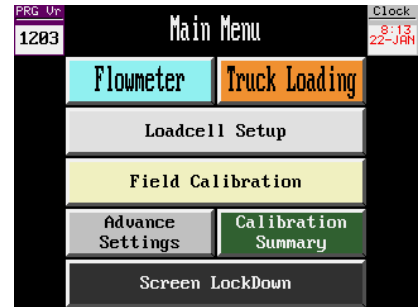 PRG Vr
1203
Main Menu
Clock
8:13
22-JAN
Flowmeter
Truck Loading
Loadcell Setup
Field Calibration
Advance
Settings
Calibration
Summary
Screen LockDown